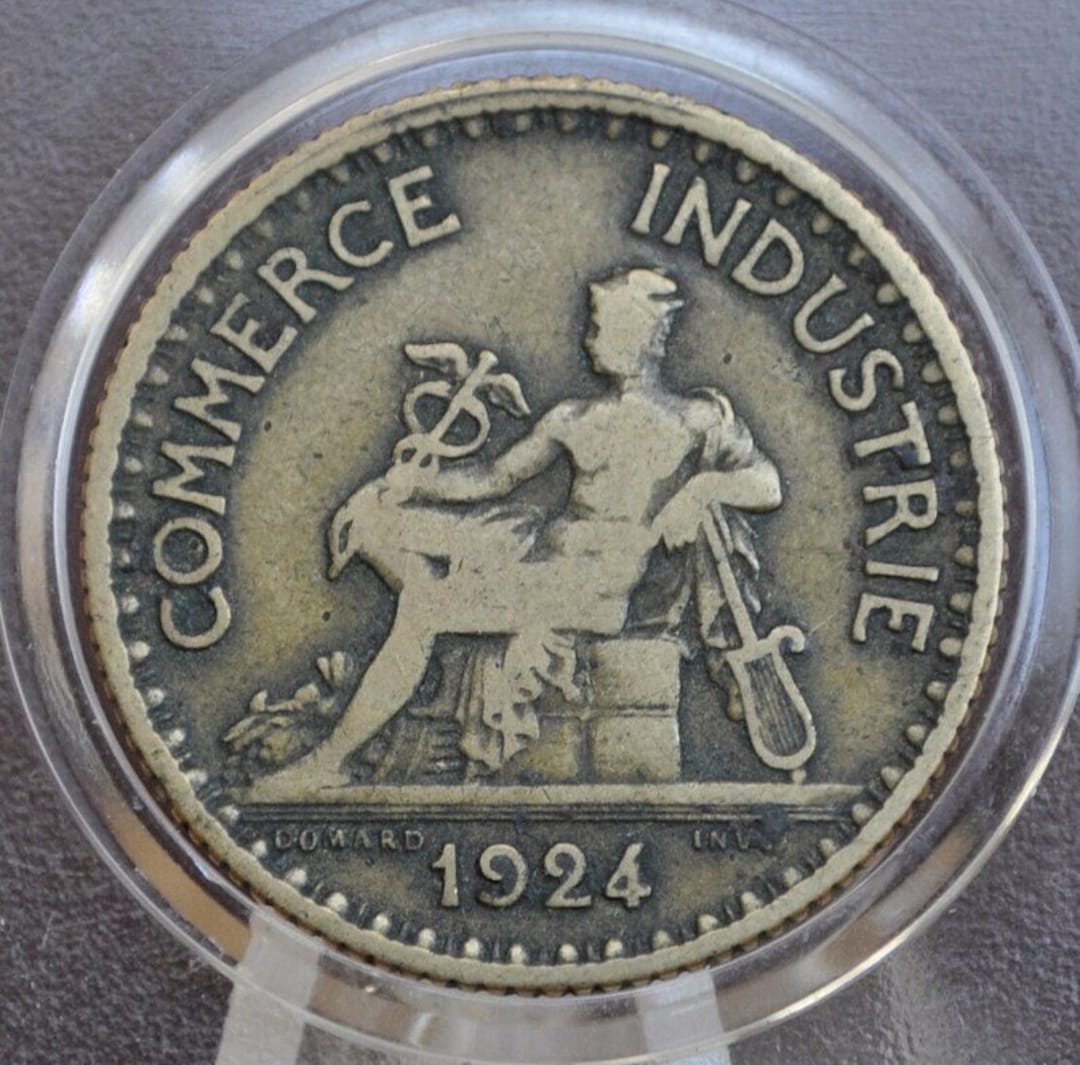 COMMERCE INDUSTRIE
DOMARD INV.
1924